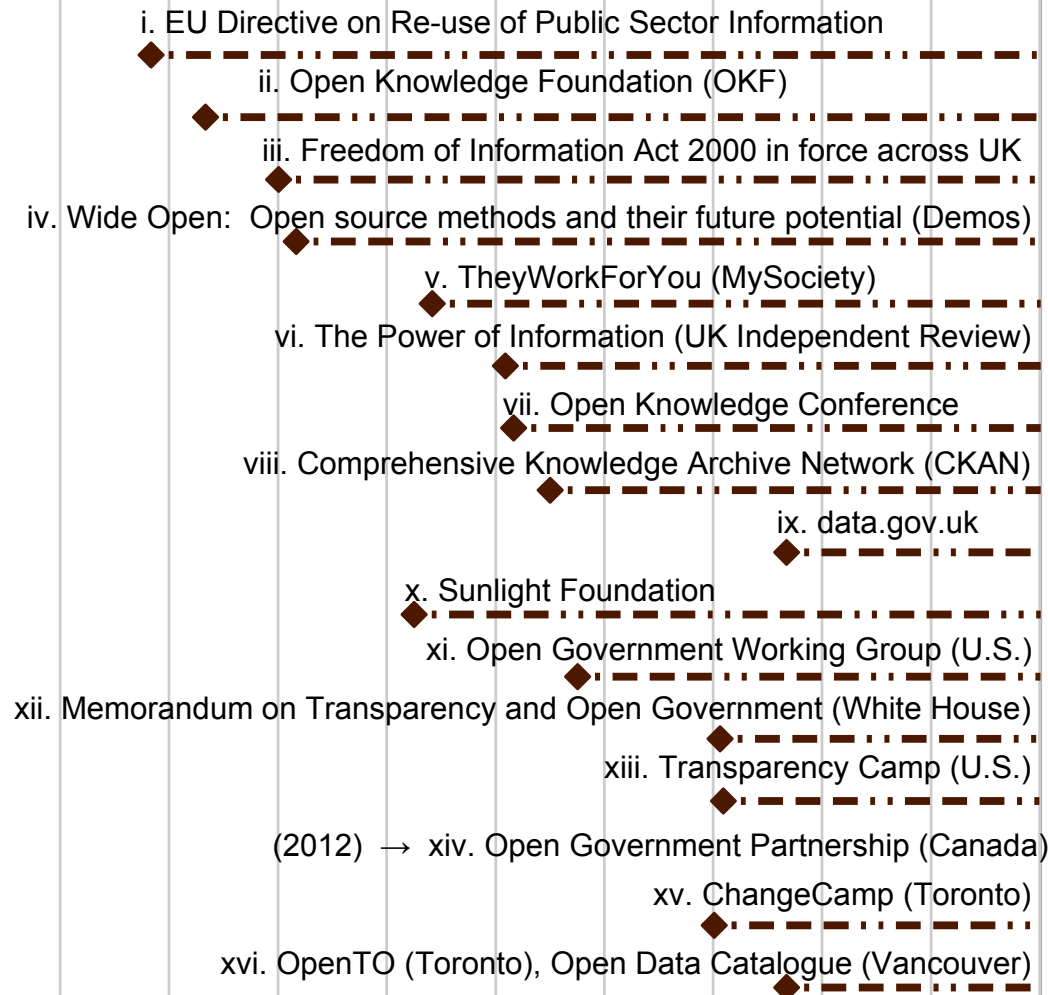 i. EU Directive on Re-use of Public Sector Information
ii. Open Knowledge Foundation (OKF)
iii. Freedom of Information Act 2000 in force across UK
iv. Wide Open:  Open source methods and their future potential (Demos)
v. TheyWorkForYou (MySociety)
vi. The Power of Information (UK Independent Review)
vii. Open Knowledge Conference
viii. Comprehensive Knowledge Archive Network (CKAN)
ix. data.gov.uk
x. Sunlight Foundation
xi. Open Government Working Group (U.S.)
xii. Memorandum on Transparency and Open Government (White House)
xiii. Transparency Camp (U.S.)
(2012) → xiv. Open Government Partnership (Canada)
xv. ChangeCamp (Toronto)
xvi. OpenTO (Toronto), Open Data Catalogue (Vancouver)